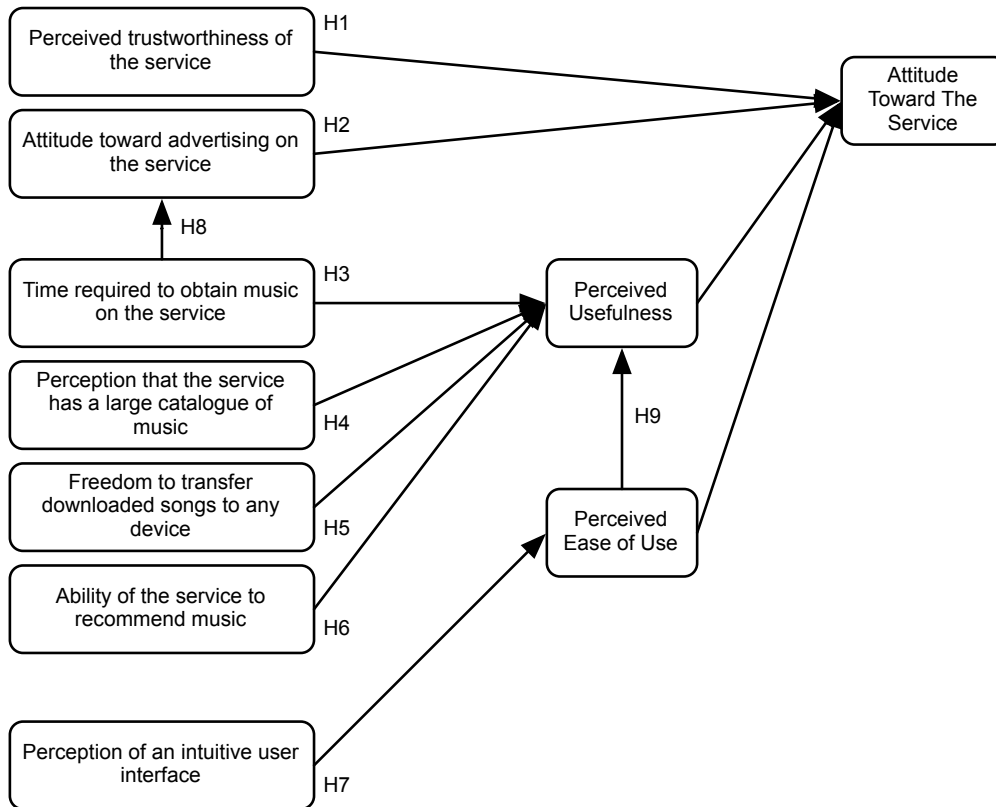 Perceived trustworthiness of
the service
H1
Attitude
Toward The
Service
Attitude toward advertising on
the service
H2
H8
Time required to obtain music
on the service
H3
Perceived
Usefulness
Perception that the service
has a large catalogue of
music
H4
H9
Freedom to transfer
downloaded songs to any
device
H5
Perceived
Ease of Use
Ability of the service to
recommend music
H6
Perception of an intuitive user
interface
H7